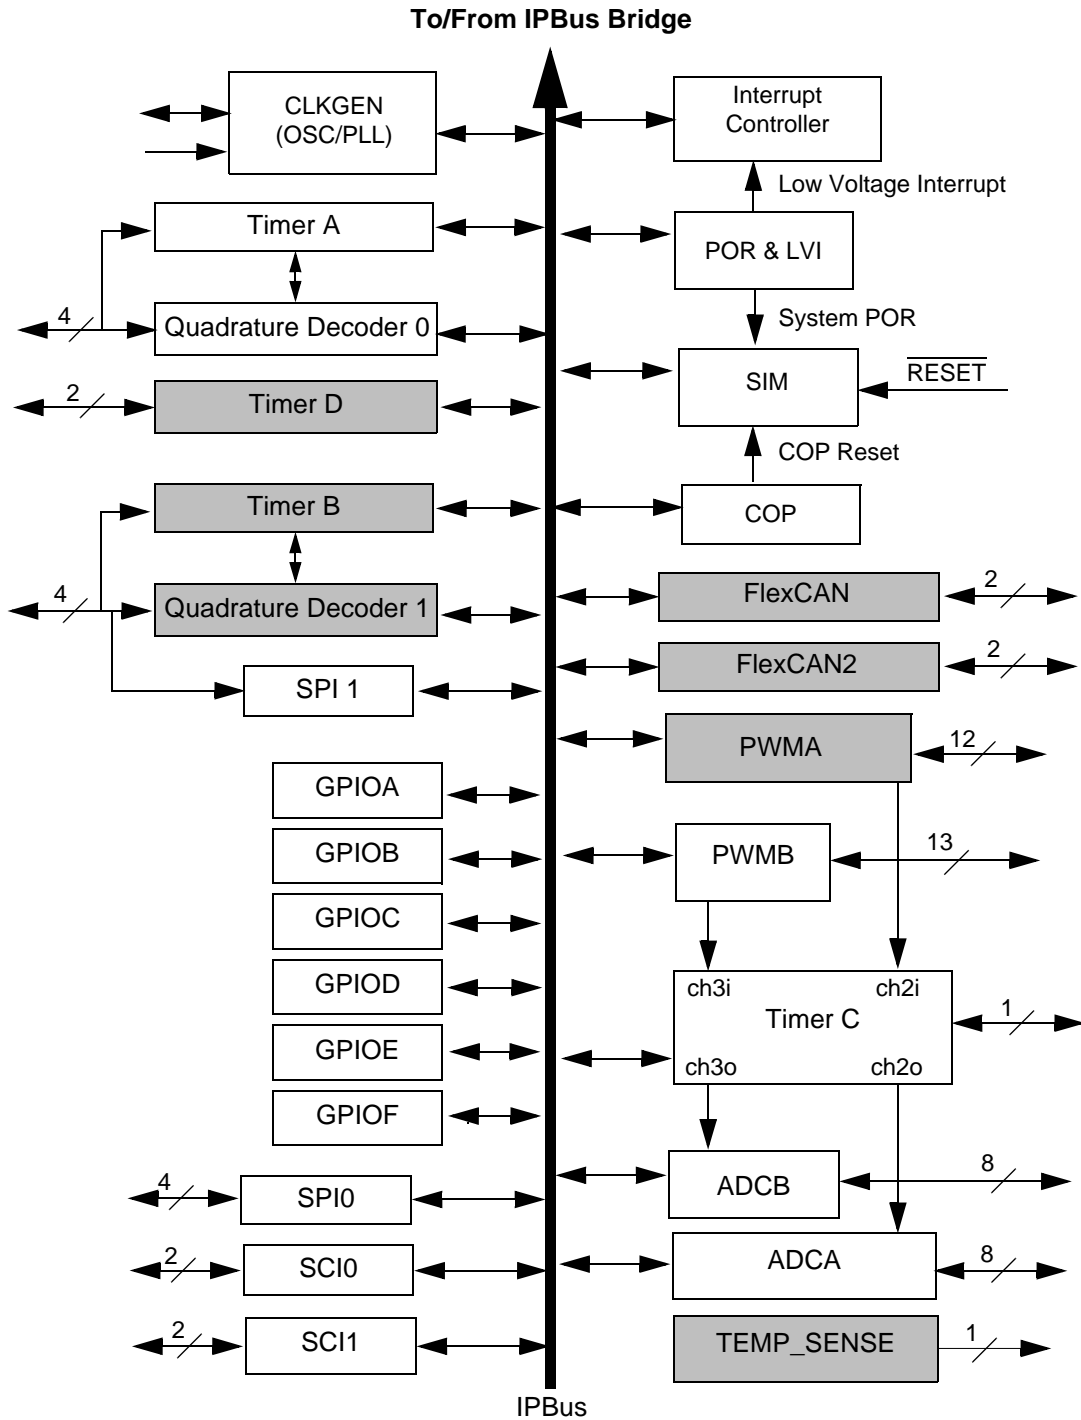 To/From IPBus Bridge
CLKGEN
(OSC/PLL)
Timer A
4
Quadrature Decoder 0
2
Timer D
Timer B
4
Quadrature Decoder 1
SPI 1
GPIOA
GPIOB
GPIOC
GPIOD
GPIOE
GPIOF
4
SPI0
2
SCI0
2
SCI1
IPBus
Interrupt
Controller
Low Voltage Interrupt
POR & LVI
System POR
SIM
RESET
COP Reset
COP
FlexCAN
2
FlexCAN2
2
PWMA
12
PWMB
13
ch3i
ch2i
Timer C
1
ch3o
ch2o
ADCB
8
ADCA
8
TEMP_SENSE
1